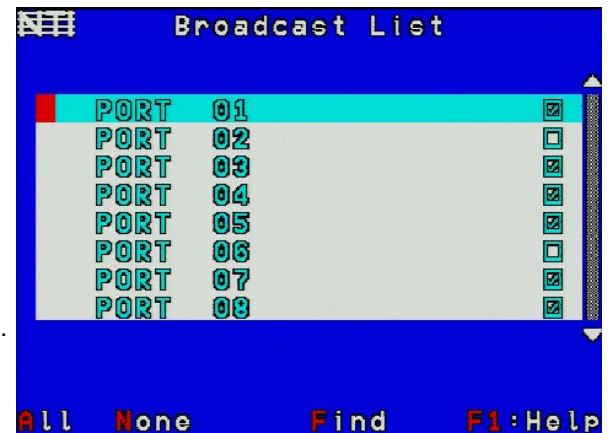 NTI Broadcast List
PORT 01
PORT 02
PORT 03
PORT 04
PORT 05
PORT 06
PORT 07
PORT 08
.
All None Find F1:Help